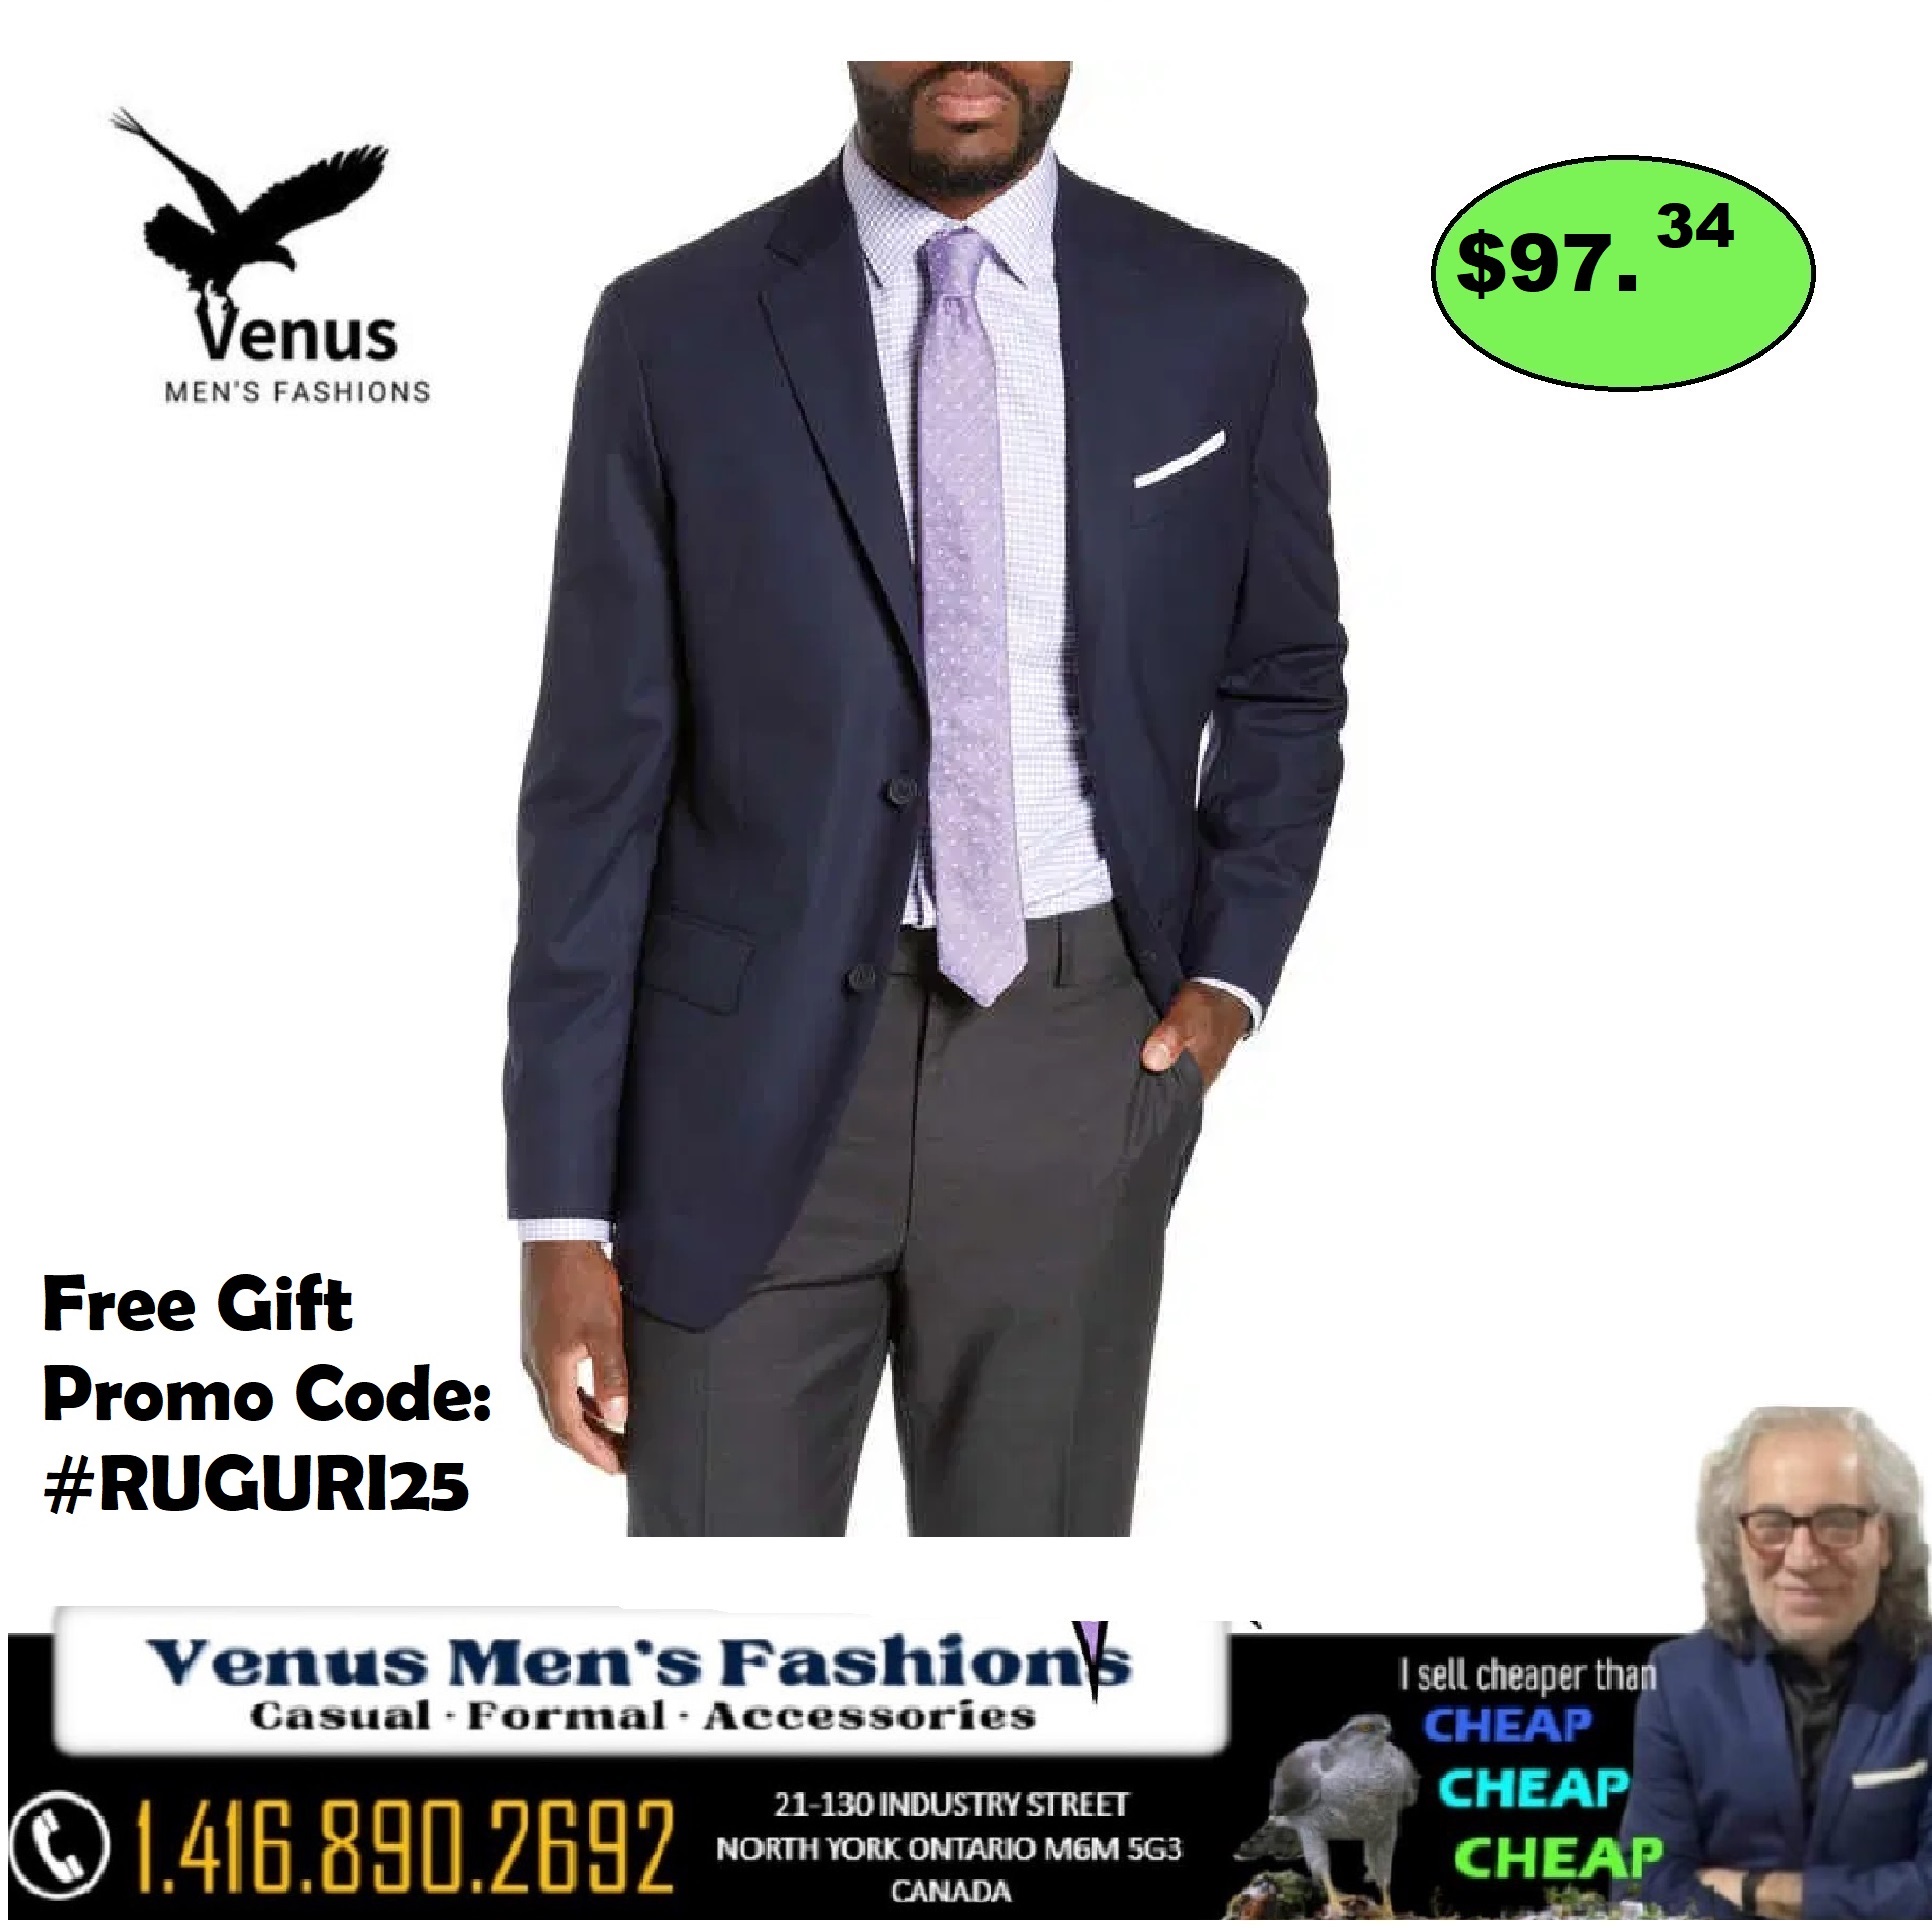 Venus
MEN'S FASHIONS
$97.34
Free Gift
Promo Code:
#RUGURI25
Venus Men's Fashions
Casual · Formal · Accessories
1.416.890.2692
21-130 INDUSTRY STREET
NORTH YORK ONTARIO M6M 5G3
CANADA
I sell cheaper than
CHEAP
CHEAP
CHEAP